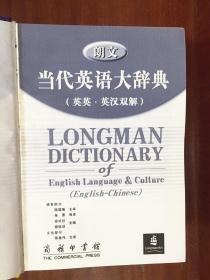 朗文
当代英语大辞典
(英英·英汉双解)
LONGMAN
DICTIONARY
of
English Language & Culture
(English-Chinese)
商務印書館
THE COMMERCIAL PRESS